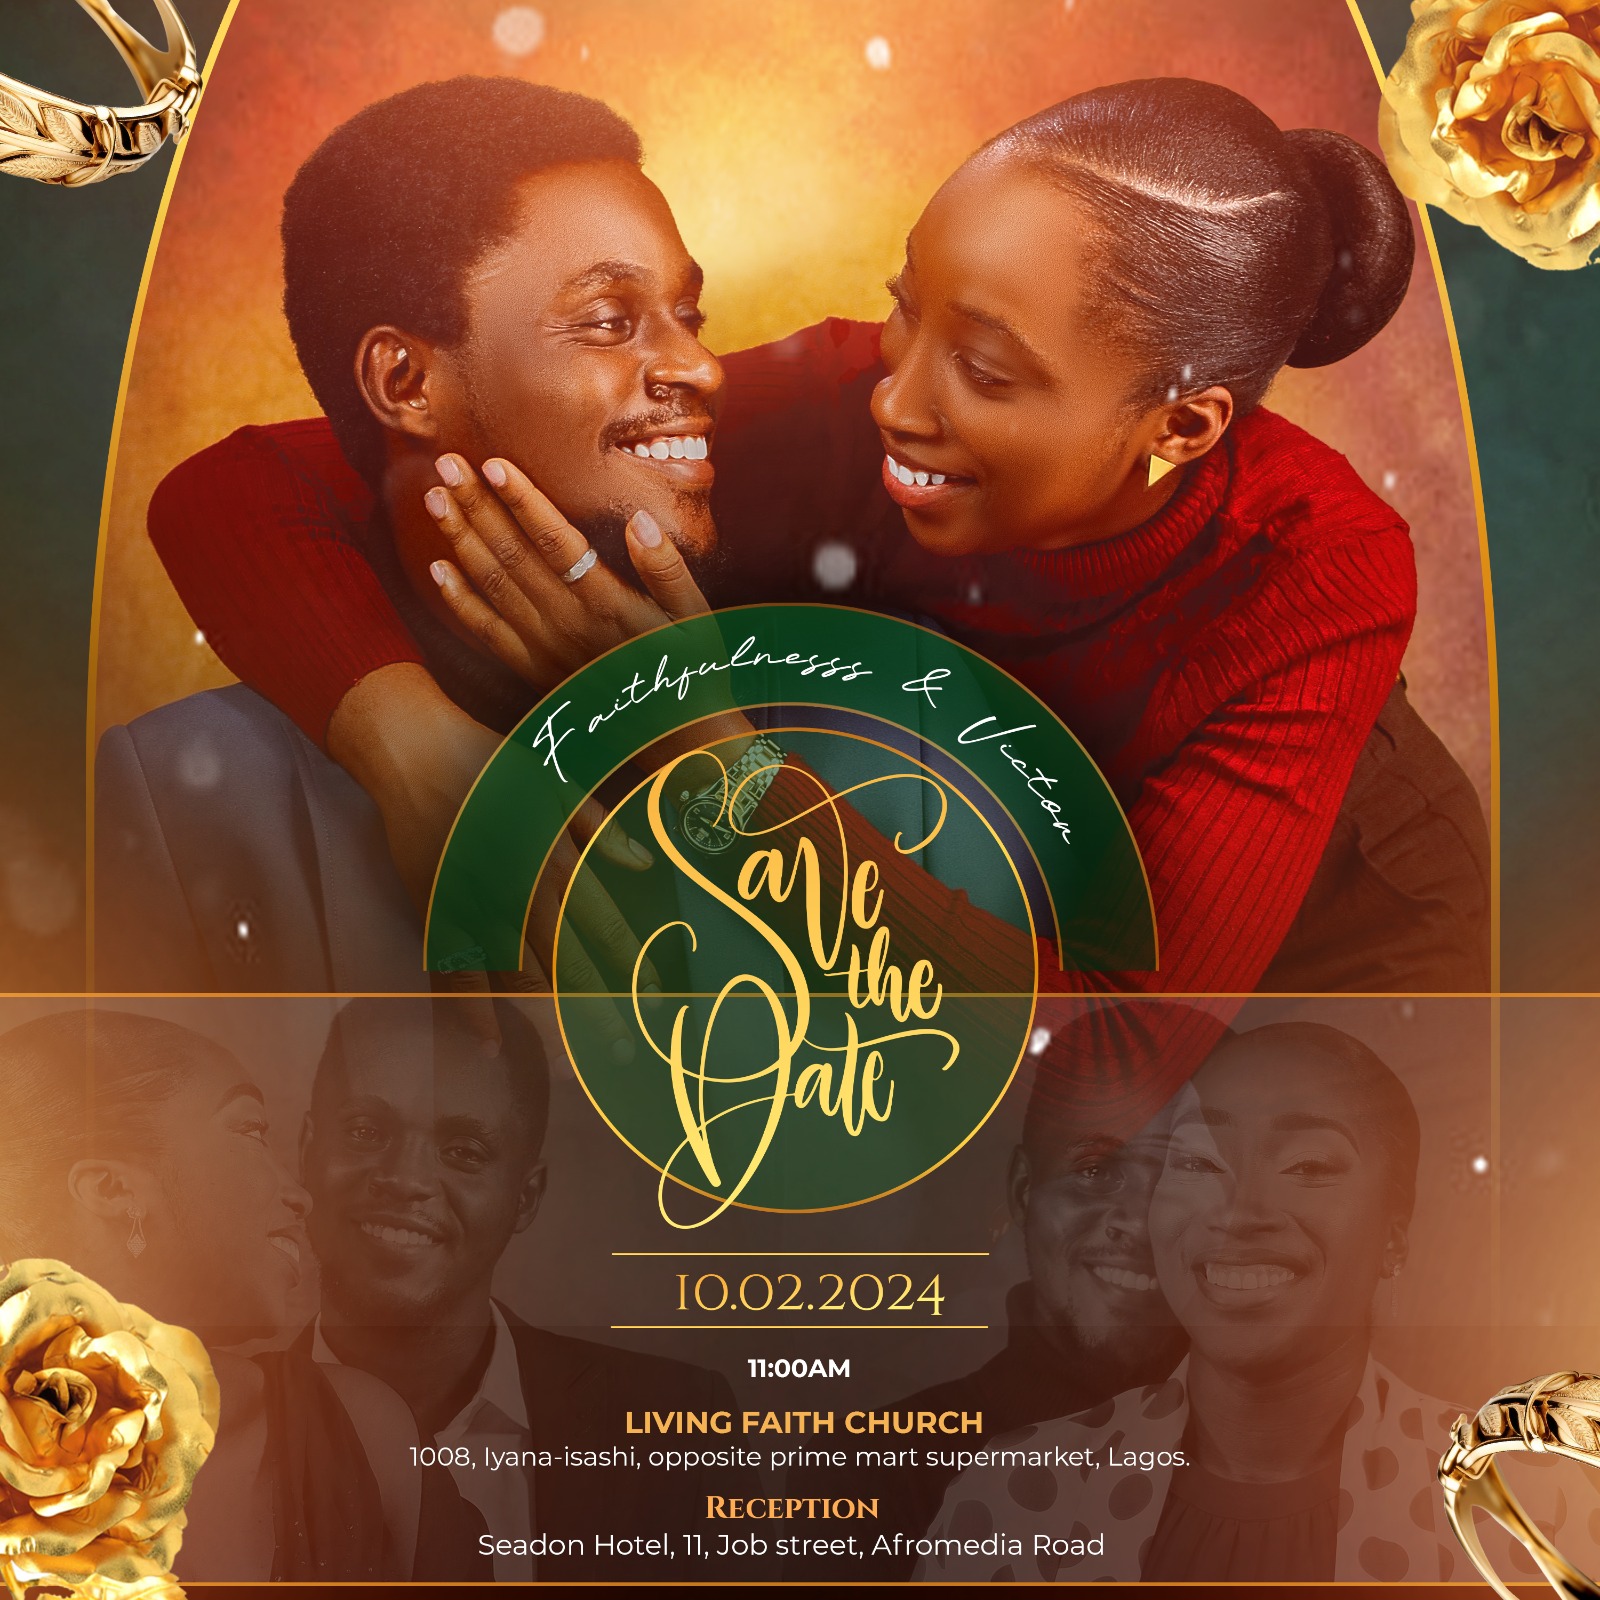 Faithfulnesss & Victor
Save
the
Date
10.02.2024
11:00AM
LIVING FAITH CHURCH
1008, Iyana-isashi, opposite prime mart supermarket, Lagos.
RECEPTION
Seadon Hotel, 11, Job street, Afromedia Road